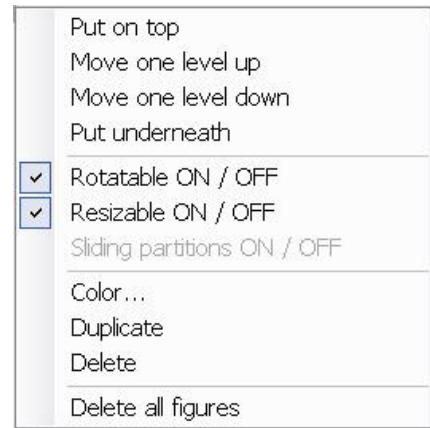 Put on top
Move one level up
Move one level down
Put underneath
Rotatable ON / OFF
Resizable ON / OFF
Sliding partitions ON / OFF
Color...
Duplicate
Delete
Delete all figures